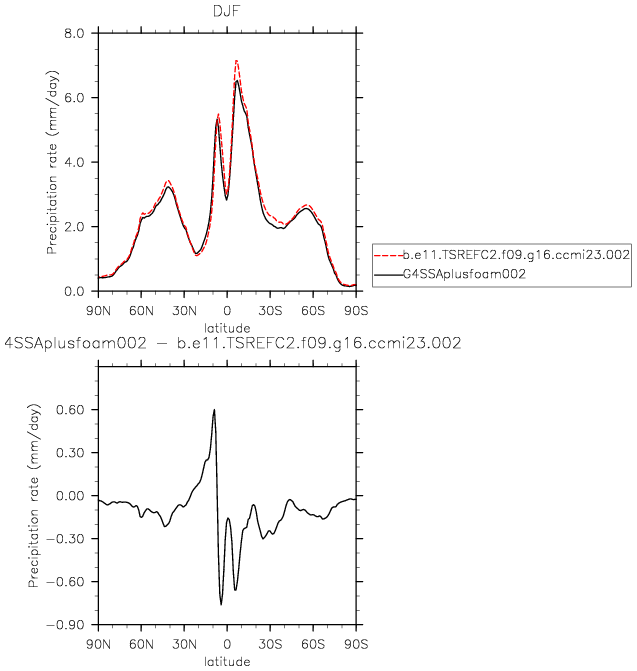 DJF
Precipitation rate (mm/day)
8.0
6.0
4.0
2.0
0.0
90N 60N 30N 0 30S 60S 90S
latitude
b.e11.TSREFC2.f09.g16.ccmi23.002
G4SSAplusfoam002
4SSAplusfoam002 − b.e11.TSREFC2.f09.g16.ccmi23.002
Precipitation rate (mm/day)
0.60
0.30
0.00
−0.30
−0.60
−0.90
90N 60N 30N 0 30S 60S 90S
latitude